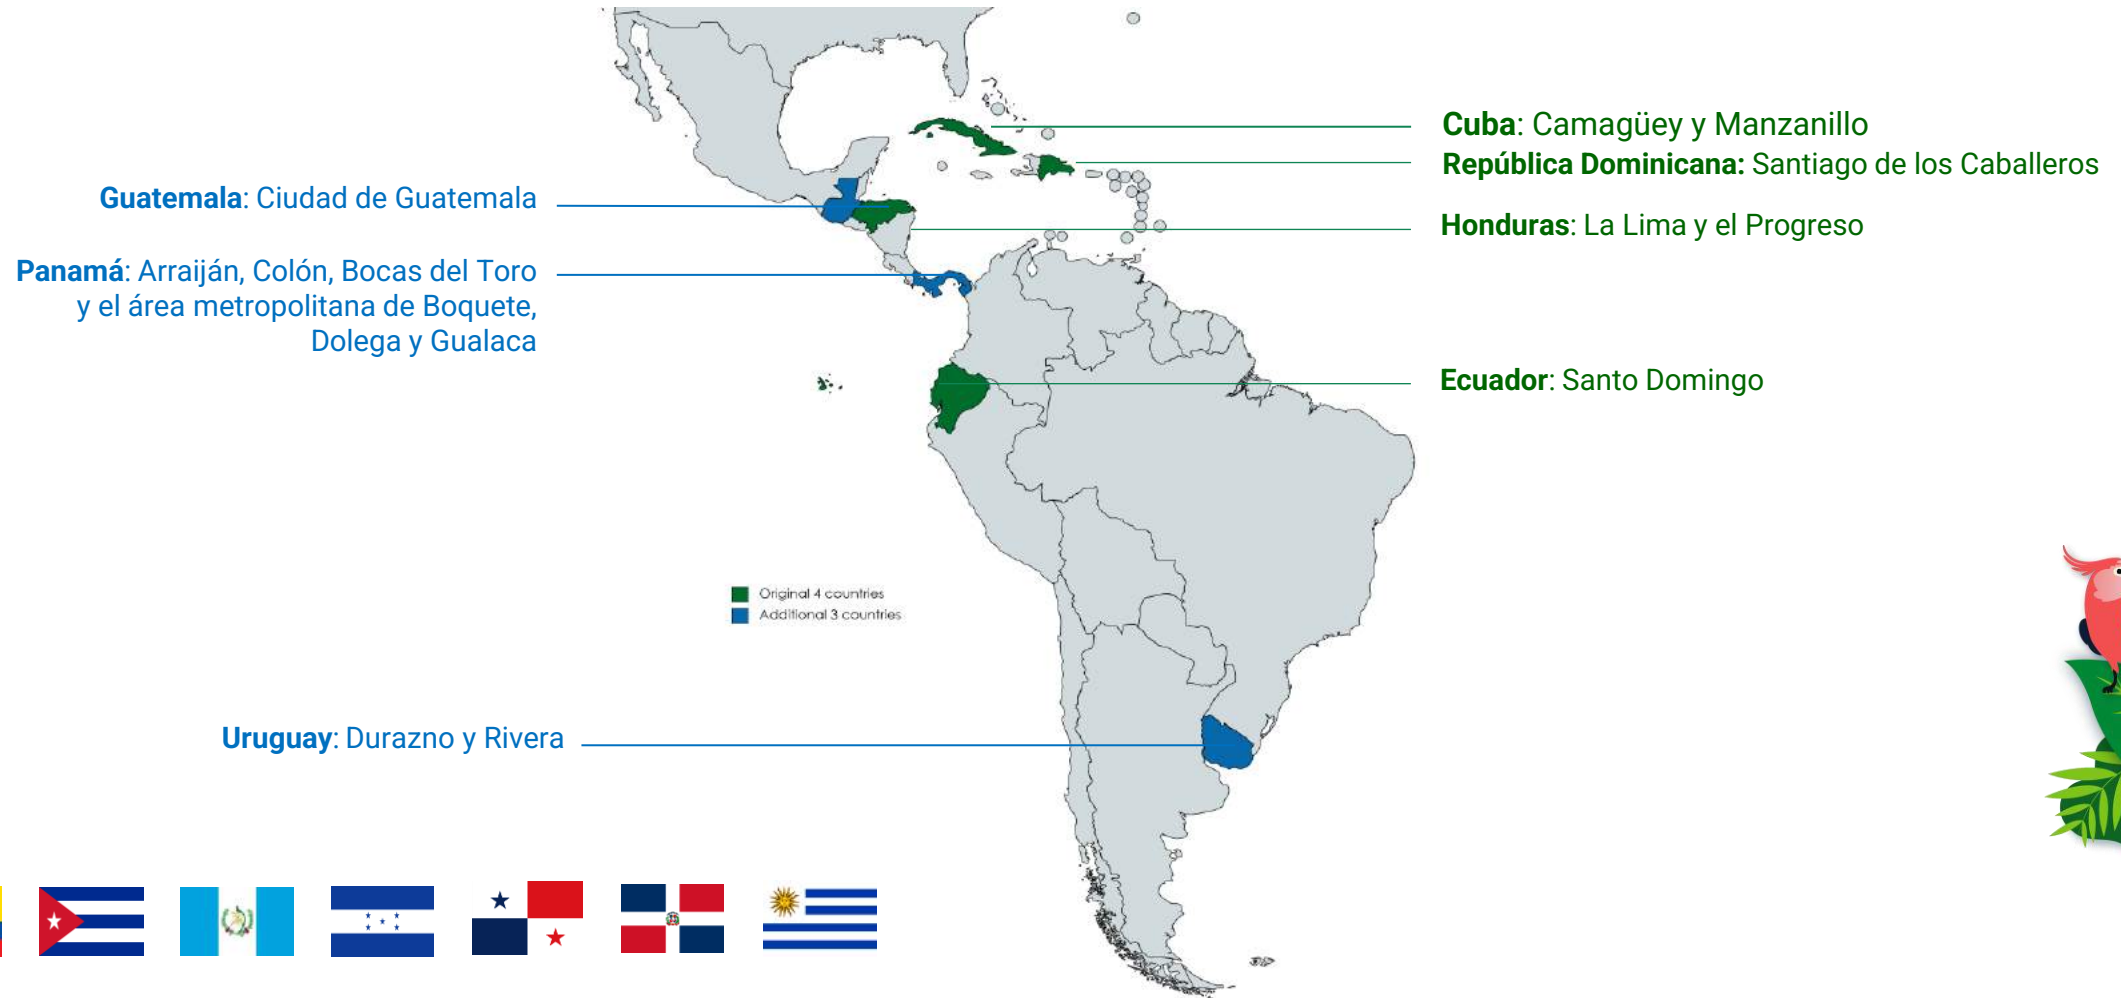 Cuba: Camagüey y Manzanillo
República Dominicana: Santiago de los Caballeros
Guatemala: Ciudad de Guatemala
Honduras: La Lima y el Progreso
Panamá: Arraiján, Colón, Bocas del Toro
y el área metropolitana de Boquete,
Dolega y Gualaca
Ecuador: Santo Domingo
Original 4 countries
Additional 3 countries
Uruguay: Durazno y Rivera